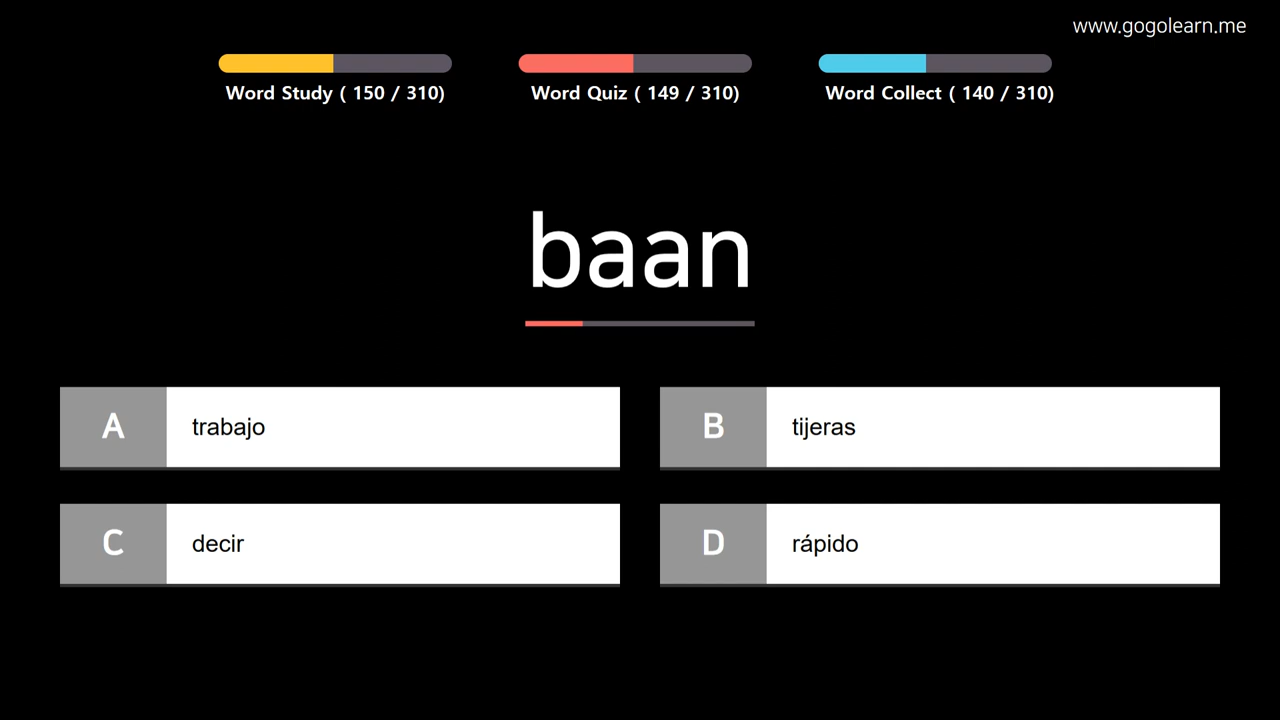 www.gogolearn.me
Word Study ( 150 / 310)
Word Quiz ( 149 / 310)
Word Collect ( 140 / 310)
baan
A trabajo
B tijeras
C decir
D rápido